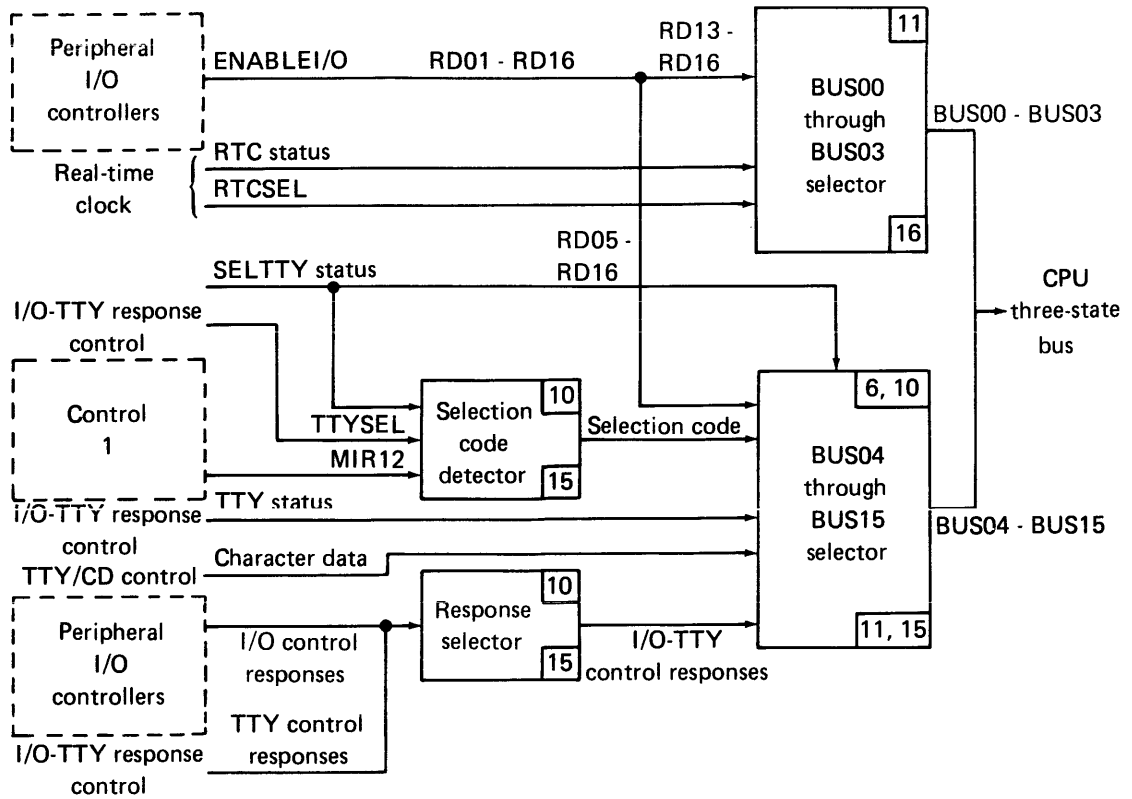 Peripheral
I/O
controllers
ENABLEI/O
RD01 - RD16
RD13 -
RD16
11
BUS00
through
BUS03
selector
16
BUS00 - BUS03
Real-time
clock
RTC status
RTCSEL
RD05 -
RD16
SELTTY status
I/O-TTY response
control
CPU
three-state
bus
Control
1
TTYSEL
MIR12
10
Selection
code
detector
15
Selection code
6, 10
BUS04
through
BUS15
selector
11, 15
BUS04 - BUS15
TTY status
I/O-TTY response
control
Character data
TTY/CD control
Peripheral
I/O
controllers
I/O control
responses
10
Response
selector
15
I/O-TTY
control responses
TTY control
responses
I/O-TTY response
control